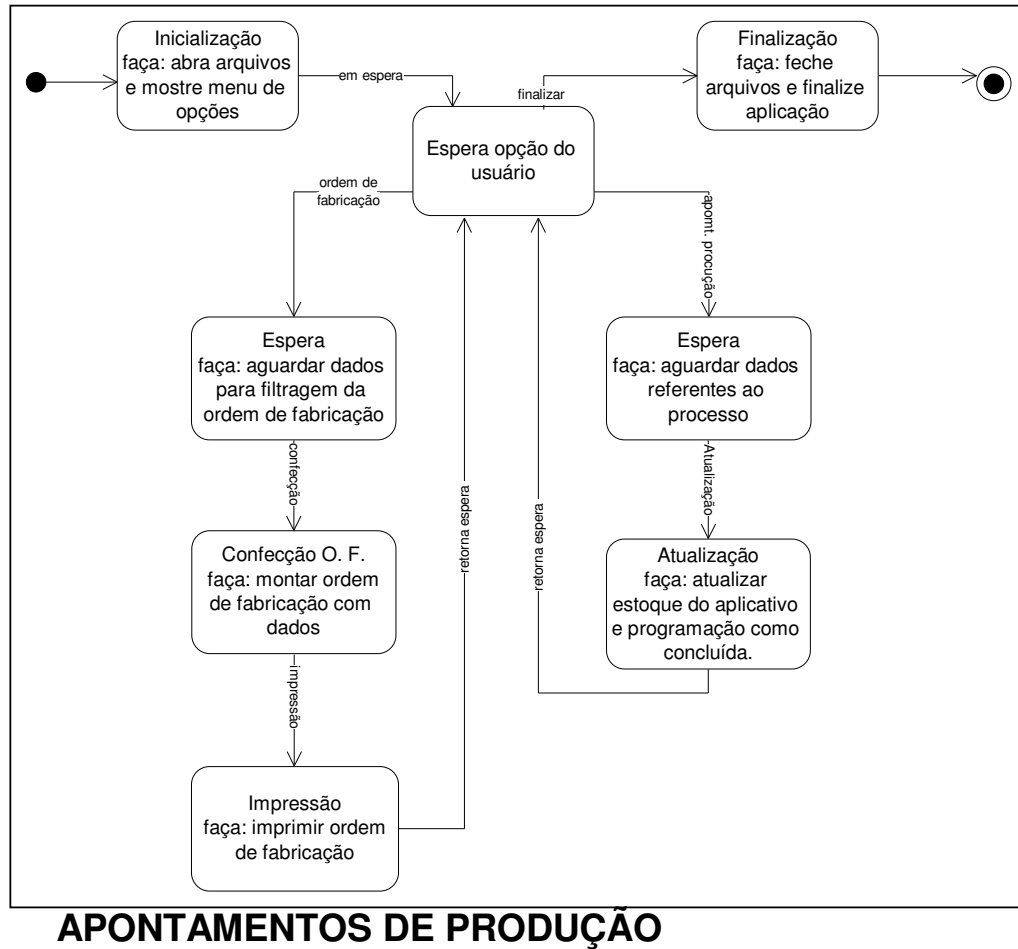 Inicialização
faça: abra arquivos
e mostre menu de
opções
em espera
finalizar
Finalização
faça: feche
arquivos e finalize
aplicação
Espera opção do
usuário
ordem de
fabricação
apomt. procução
Espera
faça: aguardar dados
para filtragem da
ordem de fabricação
confecção
Confecção O. F.
faça: montar ordem
de fabricação com
dados
impressão
Impressão
faça: imprimir ordem
de fabricação
retorna espera
Espera
faça: aguardar dados
referentes ao
processo
Atualização
Atualização
faça: atualizar
estoque do aplicativo
e programação como
concluída.
retorna espera
APONTAMENTOS DE PRODUÇÃO